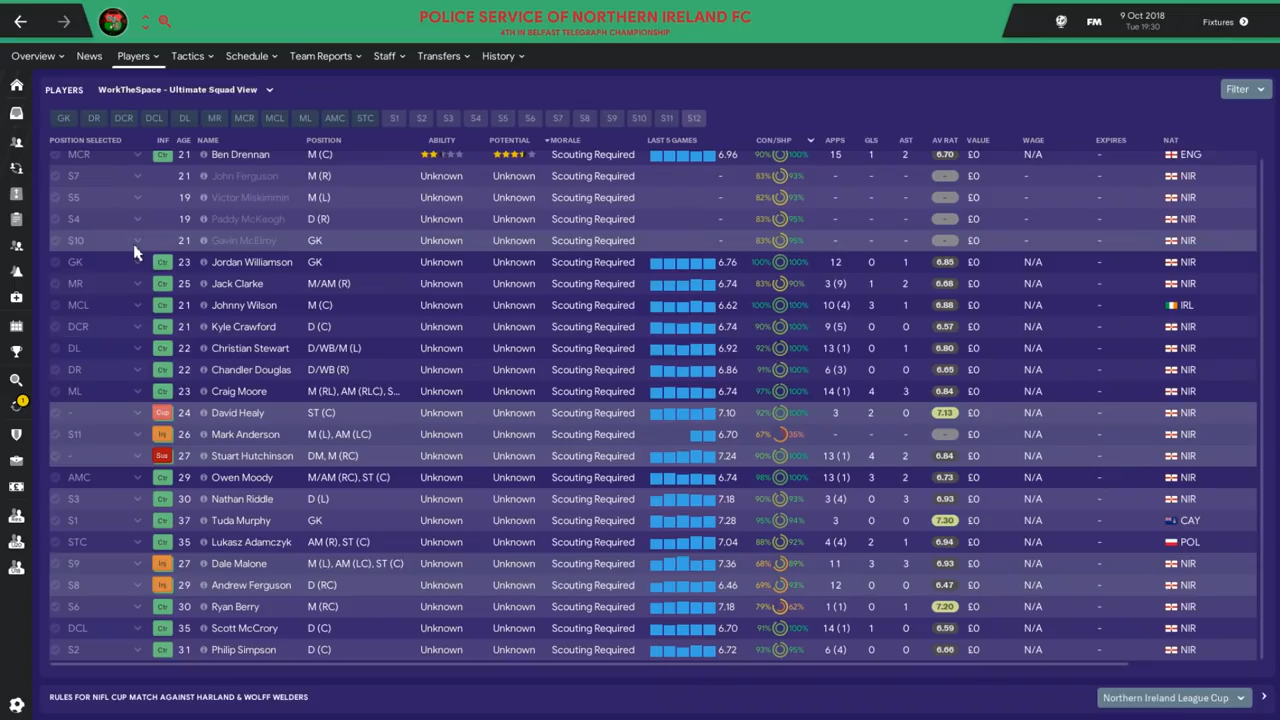 POLICE SERVICE OF NORTHERN IRELAND FC
4TH IN BELFAST TELEGRAPH CHAMPIONSHIP
FM 9 Oct 2018 Tue 19:30 Fixtures
Overview News Players Tactics Schedule Team Reports Staff Transfers History
PLAYERS WorkTheSpace - Ultimate Squad View Filter
GK DR DCR DCL DL MR MCR MCL ML AMC STC S1 S2 S3 S4 S5 S6 S7 S8 S9 S10 S11 S12
POSITION SELECTED INF AGE NAME POSITION ABILITY POTENTIAL MORALE LAST 5 GAMES CON/SHP APPS GLS AST AV RAT VALUE WAGE EXPIRES NAT
MCR Ctr 21 Ben Drennan M (C) Scouting Required 6.96 90% 100% 15 1 2 6.70 £0 N/A - ENG
S7 21 John Ferguson M (R) Unknown Unknown Scouting Required - 83% 93% - - - - £0 N/A - NIR
S5 19 Victor Miskimmin M (L) Unknown Unknown Scouting Required - 82% 93% - - - - £0 N/A - NIR
S4 19 Paddy McKeogh D (R) Unknown Unknown Scouting Required - 83% 95% - - - - £0 N/A - NIR
S10 21 Gavin McElroy GK Unknown Unknown Scouting Required - 83% 95% - - - - £0 N/A - NIR
GK Ctr 23 Jordan Williamson GK Unknown Unknown Scouting Required 6.76 100% 100% 12 0 1 6.85 £0 N/A - NIR
MR Ctr 25 Jack Clarke M/AM (R) Unknown Unknown Scouting Required 6.74 83% 90% 3 (9) 1 2 6.68 £0 N/A - NIR
MCL Ctr 21 Johnny Wilson M (C) Unknown Unknown Scouting Required 6.62 100% 100% 10 (4) 3 1 6.88 £0 N/A - IRL
DCR Ctr 21 Kyle Crawford D (C) Unknown Unknown Scouting Required 6.74 90% 100% 9 (5) 0 0 6.57 £0 N/A - NIR
DL Ctr 22 Christian Stewart D/WB/M (L) Unknown Unknown Scouting Required 6.92 92% 100% 13 (1) 0 1 6.80 £0 N/A - NIR
DR Ctr 22 Chandler Douglas D/WB (R) Unknown Unknown Scouting Required 6.86 91% 100% 6 (3) 0 0 6.65 £0 N/A - NIR
ML Ctr 23 Craig Moore M (RL), AM (RLC), S... Unknown Unknown Scouting Required 6.74 97% 100% 14 (1) 4 3 6.84 £0 N/A - NIR
- Cup 24 David Healy ST (C) Unknown Unknown Scouting Required 7.10 92% 100% 3 2 0 7.13 £0 N/A - NIR
S11 Inj 26 Mark Anderson M (L), AM (LC) Unknown Unknown Scouting Required 6.70 67% 35% - - - - £0 N/A - NIR
- Sus 27 Stuart Hutchinson DM, M (RC) Unknown Unknown Scouting Required 7.24 90% 100% 13 (1) 4 2 6.84 £0 N/A - NIR
AMC Ctr 29 Owen Moody M/AM (RC), ST (C) Unknown Unknown Scouting Required 6.74 98% 100% 13 (1) 3 2 6.73 £0 N/A - NIR
S3 Ctr 30 Nathan Riddle D (L) Unknown Unknown Scouting Required 7.18 90% 93% 3 (4) 0 3 6.93 £0 N/A - NIR
S1 Ctr 37 Tuda Murphy GK Unknown Unknown Scouting Required 7.28 95% 94% 3 0 0 7.30 £0 N/A - CAY
STC Ctr 35 Lukasz Adamczyk AM (R), ST (C) Unknown Unknown Scouting Required 7.04 88% 92% 4 (4) 2 0 6.94 £0 N/A - POL
S9 Inj 27 Dale Malone M (L), AM (LC), ST (C) Unknown Unknown Scouting Required 7.36 68% 89% 11 3 3 6.93 £0 N/A - NIR
S8 Inj 27 Andrew Ferguson D (RC) Unknown Unknown Scouting Required 6.46 69% 93% 12 0 0 6.47 £0 N/A - NIR
S6 Ctr 30 Ryan Berry M (RC) Unknown Unknown Scouting Required 7.18 79% 62% 1 (1) 0 1 7.20 £0 N/A - NIR
DCL Ctr 35 Scott McCrory D (C) Unknown Unknown Scouting Required 6.70 91% 100% 14 (1) 1 0 6.59 £0 N/A - NIR
S2 Ctr 31 Philip Simpson D (C) Unknown Unknown Scouting Required 6.72 93% 95% 6 (4) 0 0 6.66 £0 N/A - NIR
RULES FOR NIFL CUP MATCH AGAINST HARLAND & WOLFF WELDERS Northern Ireland League Cup